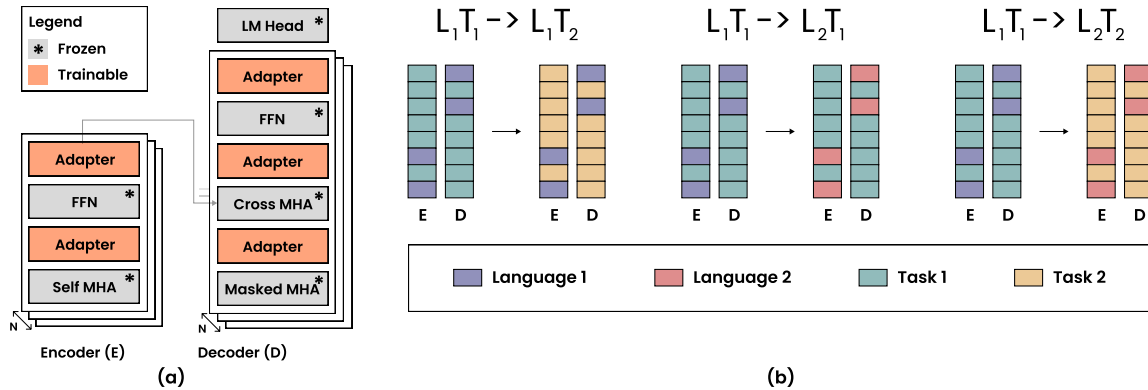 Legend
* Frozen
Trainable
LM Head *
Adapter
FFN *
Adapter
Cross MHA *
Adapter
Masked MHA *
Adapter
FFN *
Adapter
Self MHA *
N
N
Encoder (E)
Decoder (D)
(a)
L₁T₁ -> L₁T₂
L₁T₁ -> L₂T₁
L₁T₁ -> L₂T₂
E D E D
E D E D
E D E D
Language 1
Language 2
Task 1
Task 2
(b)